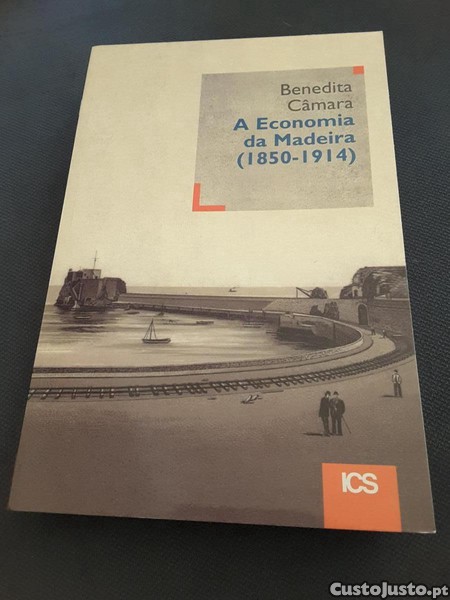 Benedita
Câmara
A Economia
da Madeira
(1850-1914)
ICS
CustoJusto.pt